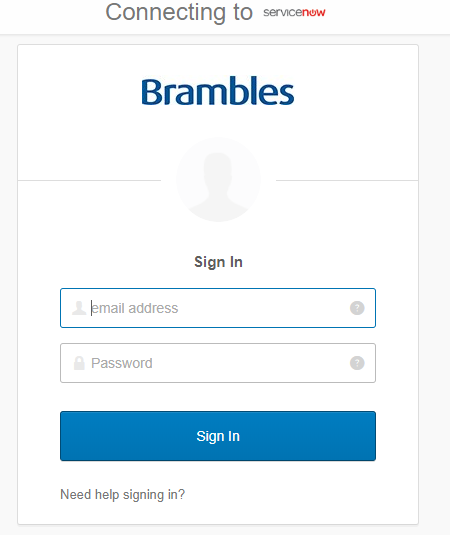 Connecting to servicenow
Brambles
Sign In
email address ?
Password ?
Sign In
Need help signing in?